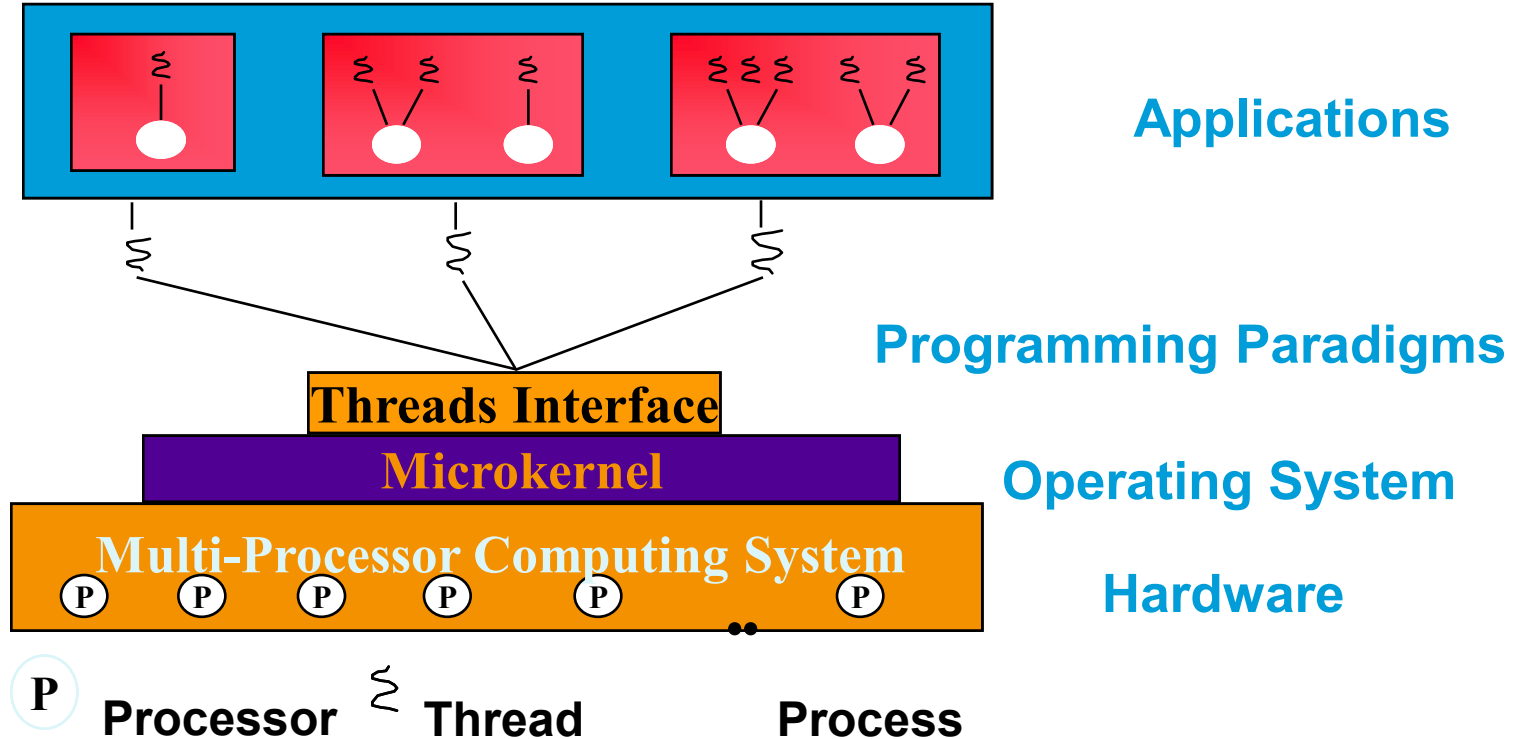 Applications
Programming Paradigms
Threads Interface
Microkernel
Operating System
Multi-Processor Computing System
P P P P P P
Hardware
P Processor Thread Process